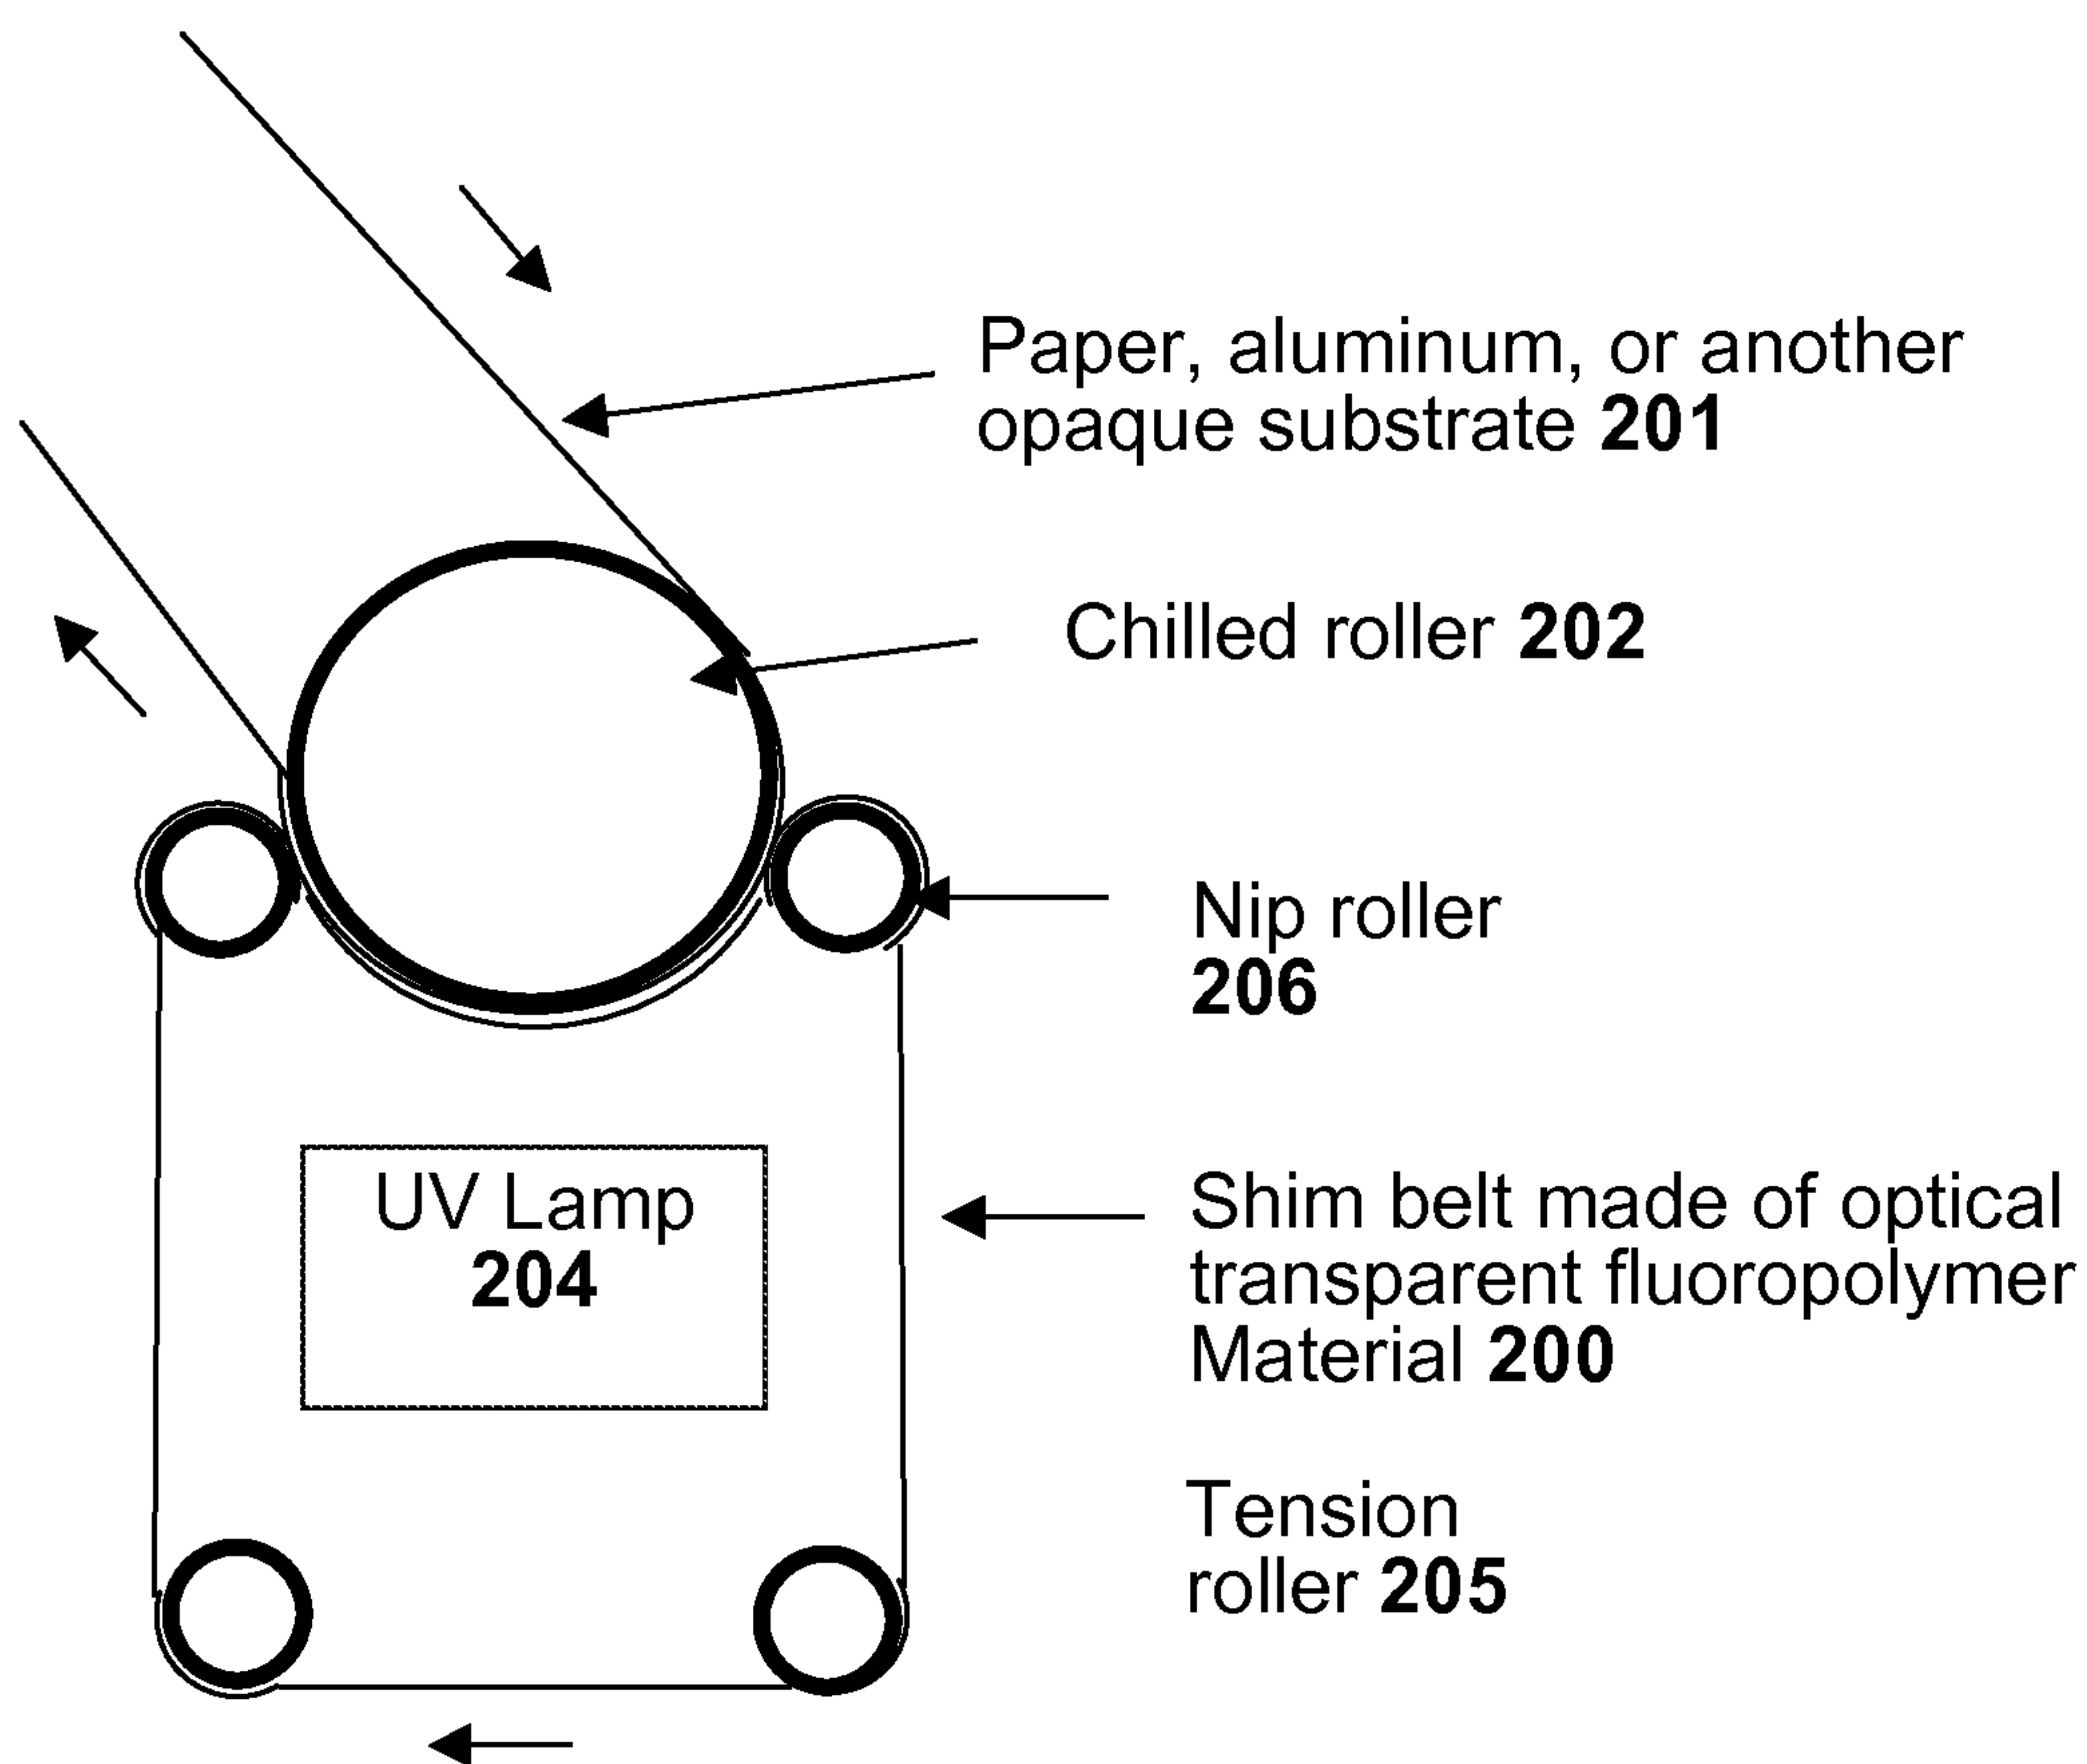 Paper, aluminum, or another
opaque substrate 201
Chilled roller 202
Nip roller
206
UV Lamp
204
Shim belt made of optical
transparent fluoropolymer
Material 200
Tension
roller 205